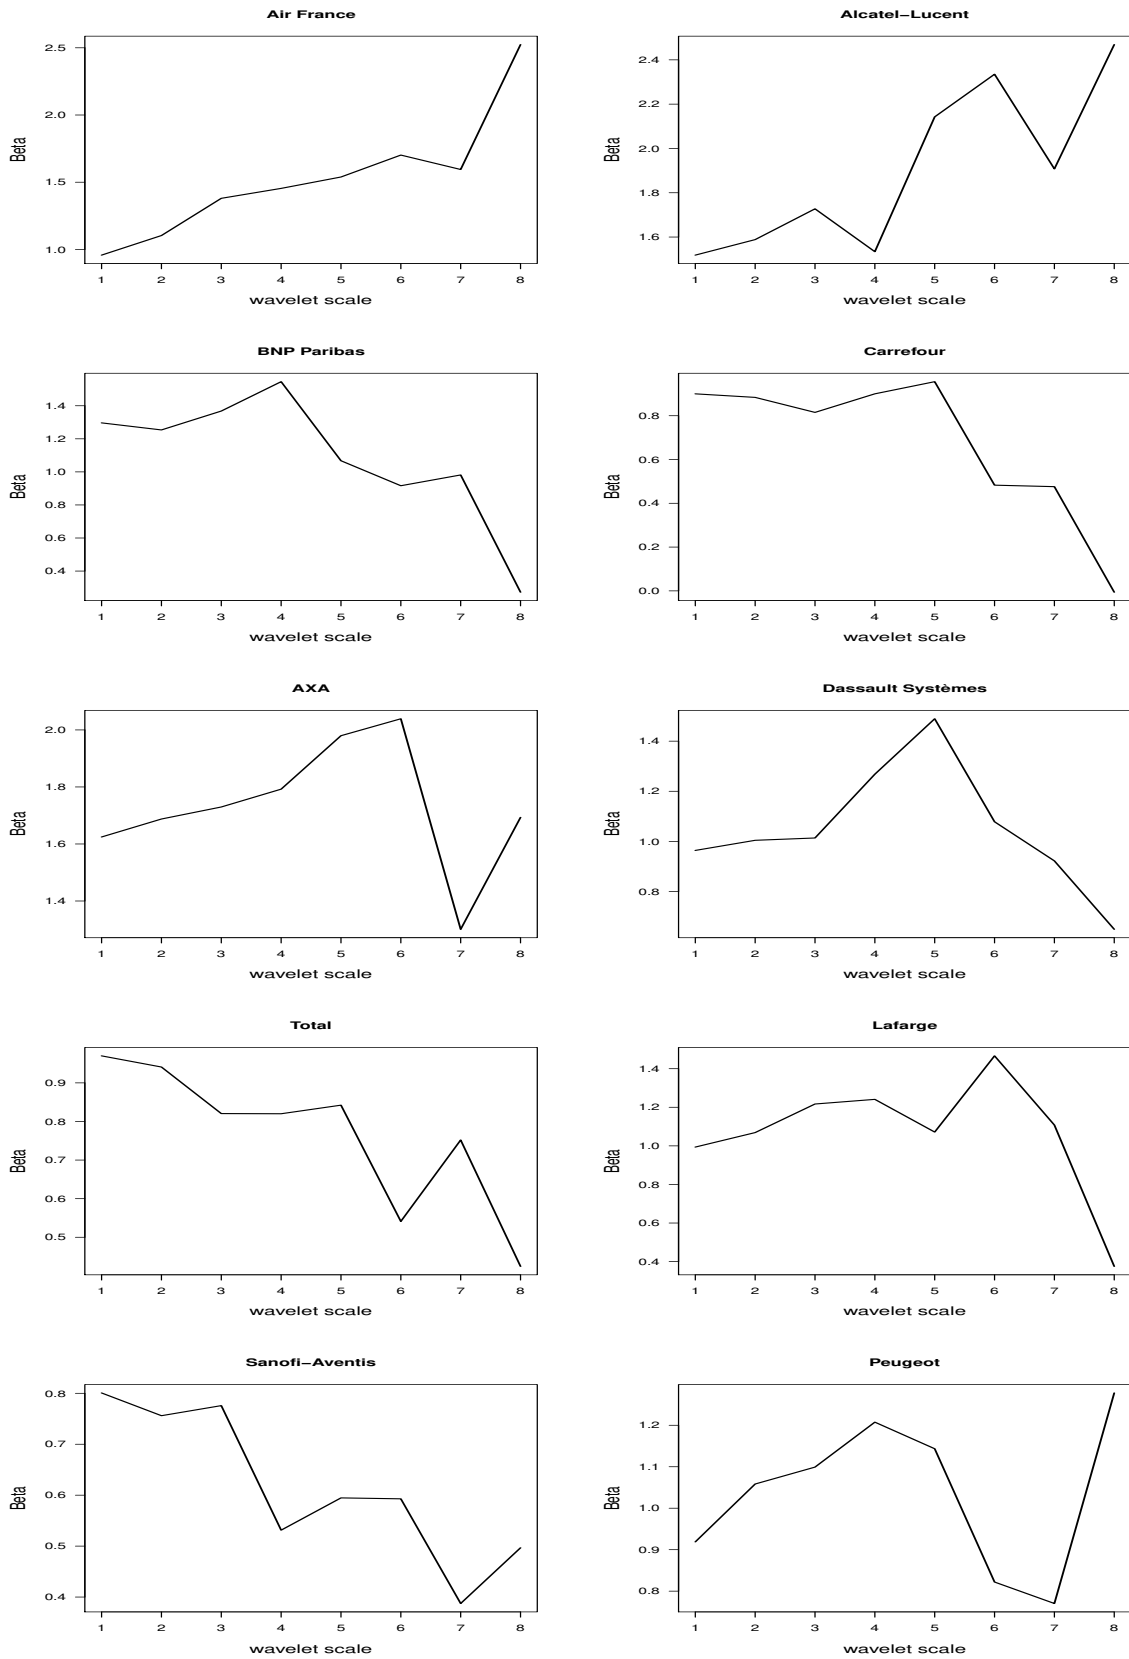 Air France
2.5
2.0
1.5
1.0
Beta
1 2 3 4 5 6 7 8
wavelet scale
Alcatel–Lucent
2.4
2.2
2.0
1.8
1.6
Beta
1 2 3 4 5 6 7 8
wavelet scale
BNP Paribas
1.4
1.2
1.0
0.8
0.6
0.4
Beta
1 2 3 4 5 6 7 8
wavelet scale
Carrefour
0.8
0.6
0.4
0.2
0.0
Beta
1 2 3 4 5 6 7 8
wavelet scale
AXA
2.0
1.8
1.6
1.4
Beta
1 2 3 4 5 6 7 8
wavelet scale
Dassault Systèmes
1.4
1.2
1.0
0.8
Beta
1 2 3 4 5 6 7 8
wavelet scale
Total
0.9
0.8
0.7
0.6
0.5
Beta
1 2 3 4 5 6 7 8
wavelet scale
Lafarge
1.4
1.2
1.0
0.8
0.6
0.4
Beta
1 2 3 4 5 6 7 8
wavelet scale
Sanofi–Aventis
0.8
0.7
0.6
0.5
0.4
Beta
1 2 3 4 5 6 7 8
wavelet scale
Peugeot
1.2
1.1
1.0
0.9
0.8
Beta
1 2 3 4 5 6 7 8
wavelet scale